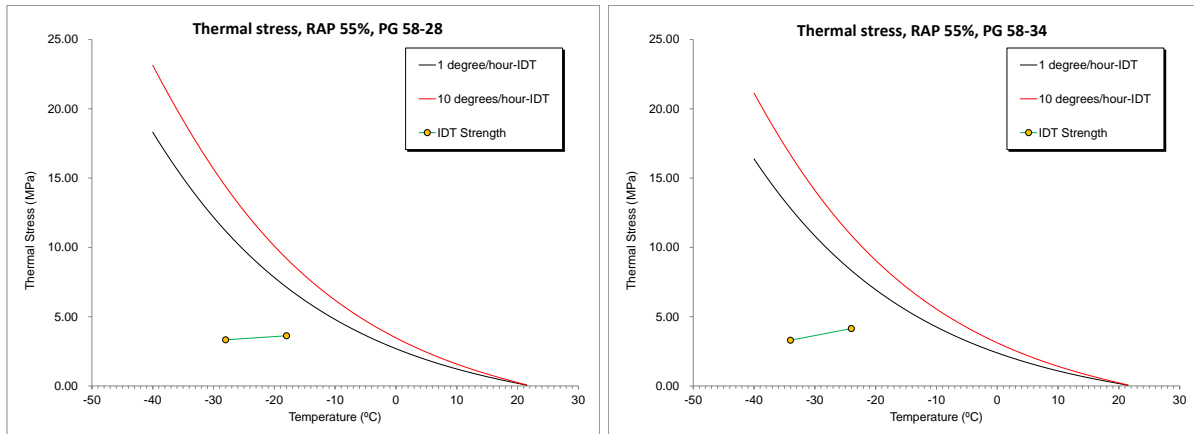 Thermal stress, RAP 55%, PG 58-28
25.00
20.00
15.00
10.00
5.00
0.00
Thermal Stress (MPa)
1 degree/hour-IDT
10 degrees/hour-IDT
IDT Strength
-50 -40 -30 -20 -10 0 10 20 30
Temperature (ºC)
Thermal stress, RAP 55%, PG 58-34
25.00
20.00
15.00
10.00
5.00
0.00
Thermal Stress (MPa)
1 degree/hour-IDT
10 degrees/hour-IDT
IDT Strength
-50 -40 -30 -20 -10 0 10 20 30
Temperature (ºC)